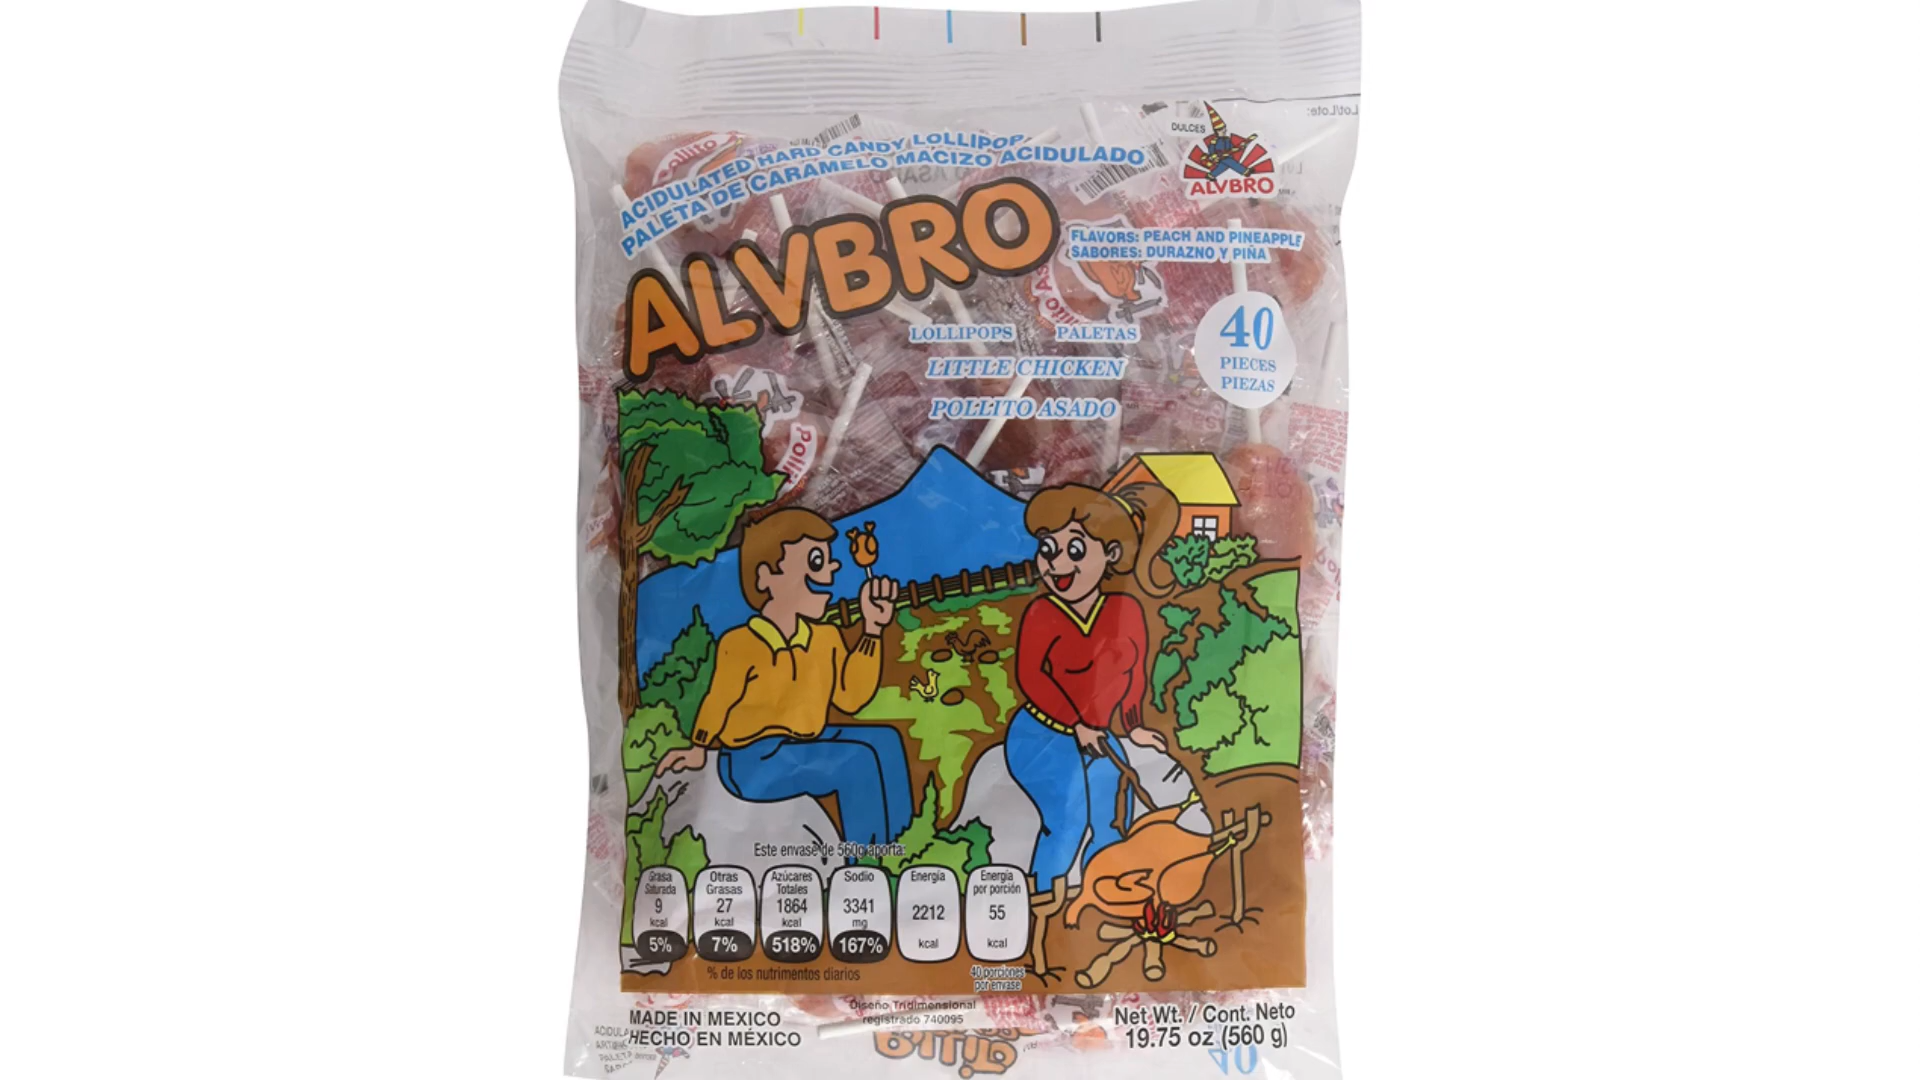 Lot/Lote:
DULCES
ALVBRO
ACIDULATED HARD CANDY LOLLIPOP
PALETA DE CARAMELO MACIZO ACIDULADO
ALVBRO
FLAVORS: PEACH AND PINEAPPLE
SABORES: DURAZNO Y PIÑA
LOLLIPOPS PALETAS
LITTLE CHICKEN
POLLITO ASADO
40
PIECES
PIEZAS
Este envase de 560g aporta:
Grasa Saturada 9 kcal 5%
Otras Grasas 27 kcal 7%
Azúcares Totales 1864 kcal 518%
Sodio 3341 mg 167%
Energía 2212 kcal
Energía por porción 55 kcal
% de los nutrimentos diarios
40 porciones
por envase
Diseño Tridimensional
registrado 740095
MADE IN MEXICO
HECHO EN MÉXICO
Net Wt. / Cont. Neto
19.75 oz (560 g)
40